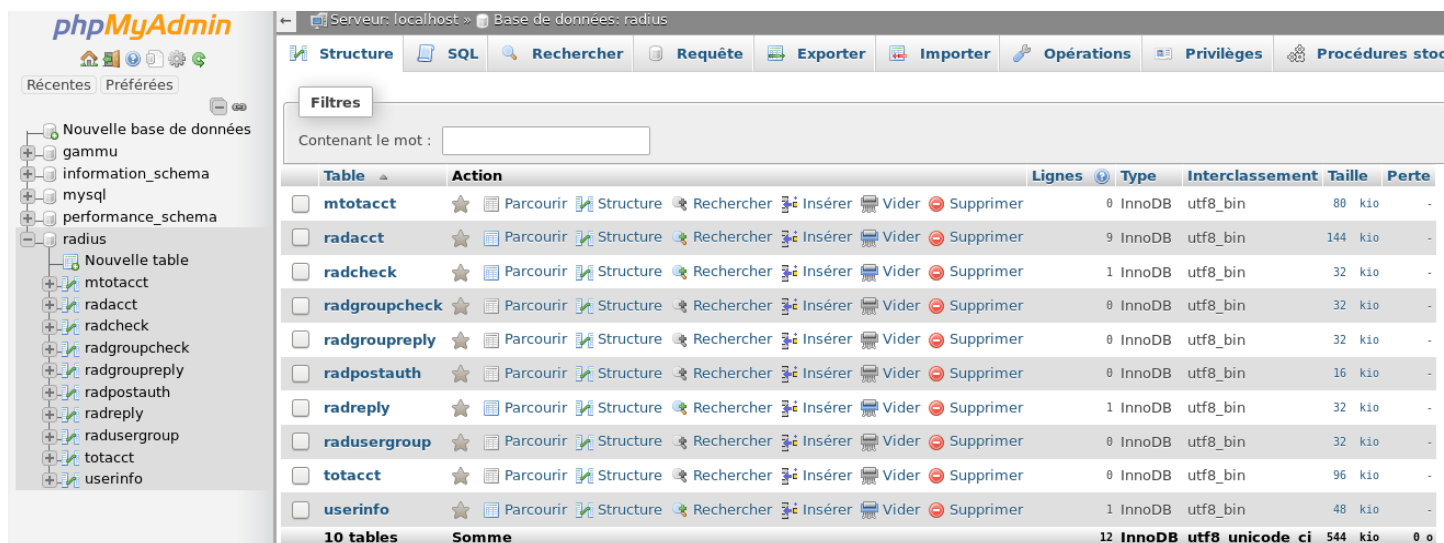 phpMyAdmin
Récentes Préférées
Nouvelle base de données
gammu
information_schema
mysql
performance_schema
radius
Nouvelle table
mtotacct
radacct
radcheck
radgroupcheck
radgroupreply
radpostauth
radreply
radusergroup
totacct
userinfo
Serveur: localhost » Base de données: radius
Structure SQL Rechercher Requête Exporter Importer Opérations Privilèges Procédures stoc
Filtres
Contenant le mot :
Table Action Lignes Type Interclassement Taille Perte
mtotacct Parcourir Structure Rechercher Insérer Vider Supprimer 0 InnoDB utf8_bin 80 kio -
radacct Parcourir Structure Rechercher Insérer Vider Supprimer 9 InnoDB utf8_bin 144 kio -
radcheck Parcourir Structure Rechercher Insérer Vider Supprimer 1 InnoDB utf8_bin 32 kio -
radgroupcheck Parcourir Structure Rechercher Insérer Vider Supprimer 0 InnoDB utf8_bin 32 kio -
radgroupreply Parcourir Structure Rechercher Insérer Vider Supprimer 0 InnoDB utf8_bin 32 kio -
radpostauth Parcourir Structure Rechercher Insérer Vider Supprimer 0 InnoDB utf8_bin 16 kio -
radreply Parcourir Structure Rechercher Insérer Vider Supprimer 1 InnoDB utf8_bin 32 kio -
radusergroup Parcourir Structure Rechercher Insérer Vider Supprimer 0 InnoDB utf8_bin 32 kio -
totacct Parcourir Structure Rechercher Insérer Vider Supprimer 0 InnoDB utf8_bin 96 kio -
userinfo Parcourir Structure Rechercher Insérer Vider Supprimer 1 InnoDB utf8_bin 48 kio -
10 tables Somme 12 InnoDB utf8_unicode_ci 544 kio 0 o